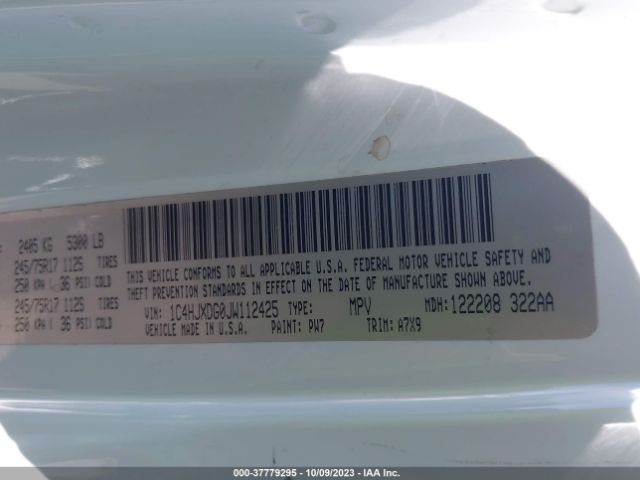 2405 KG 5300 LB
245/75R17 112S TIRES
250 KPA ( 36 PSI) COLD
245/75R17 112S TIRES
250 KPA ( 36 PSI) COLD
THIS VEHICLE CONFORMS TO ALL APPLICABLE U.S.A. FEDERAL MOTOR VEHICLE SAFETY AND
THEFT PREVENTION STANDARDS IN EFFECT ON THE DATE OF MANUFACTURE SHOWN ABOVE.
VIN: 1C4HJXDG0JW112425 TYPE: MPV MDH: 122208 322AA
VEHICLE MADE IN U.S.A. PAINT: PW7 TRIM: A7X9
000-37779295 - 10/09/2023 - IAA Inc.